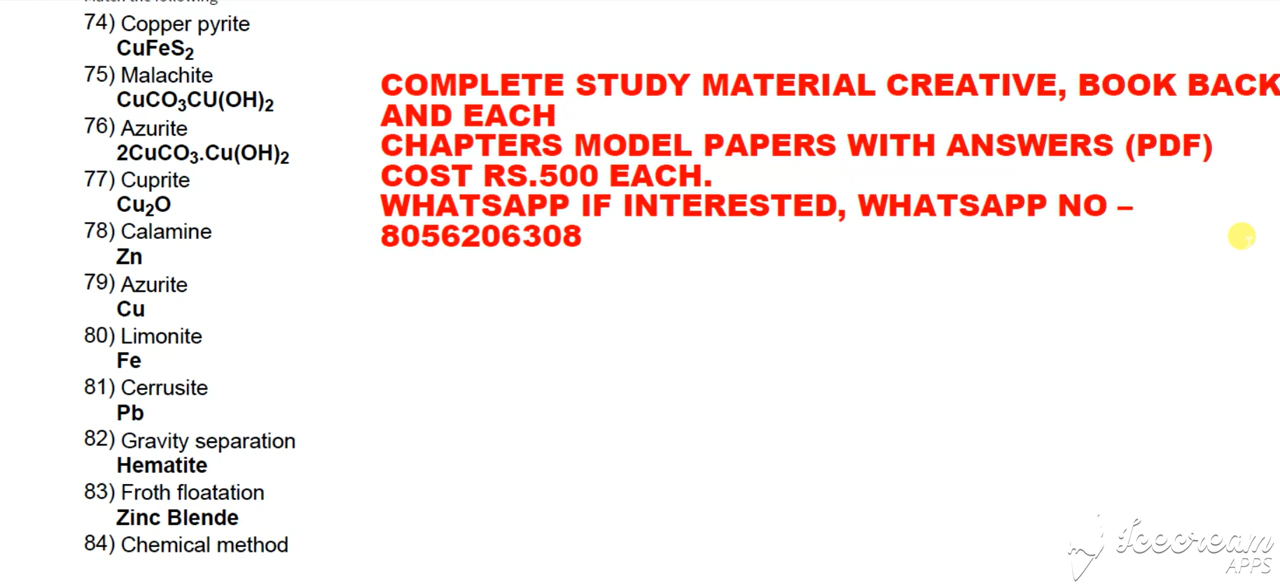 Match the following
74) Copper pyrite
CuFeS₂
75) Malachite
CuCO₃CU(OH)₂
76) Azurite
2CuCO₃.Cu(OH)₂
77) Cuprite
Cu₂O
78) Calamine
Zn
79) Azurite
Cu
80) Limonite
Fe
81) Cerrusite
Pb
82) Gravity separation
Hematite
83) Froth floatation
Zinc Blende
84) Chemical method
COMPLETE STUDY MATERIAL CREATIVE, BOOK BACK
AND EACH
CHAPTERS MODEL PAPERS WITH ANSWERS (PDF)
COST RS.500 EACH.
WHATSAPP IF INTERESTED, WHATSAPP NO –
8056206308
Icecream
APPS